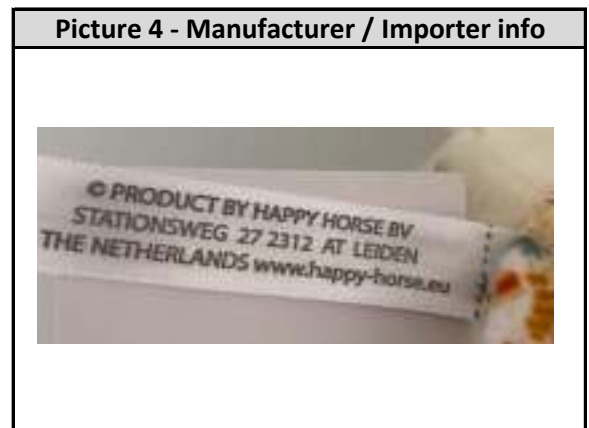 Picture 4 - Manufacturer / Importer info
© PRODUCT BY HAPPY HORSE BV
STATIONSWEG 27 2312 AT LEIDEN
THE NETHERLANDS www.happy-horse.eu